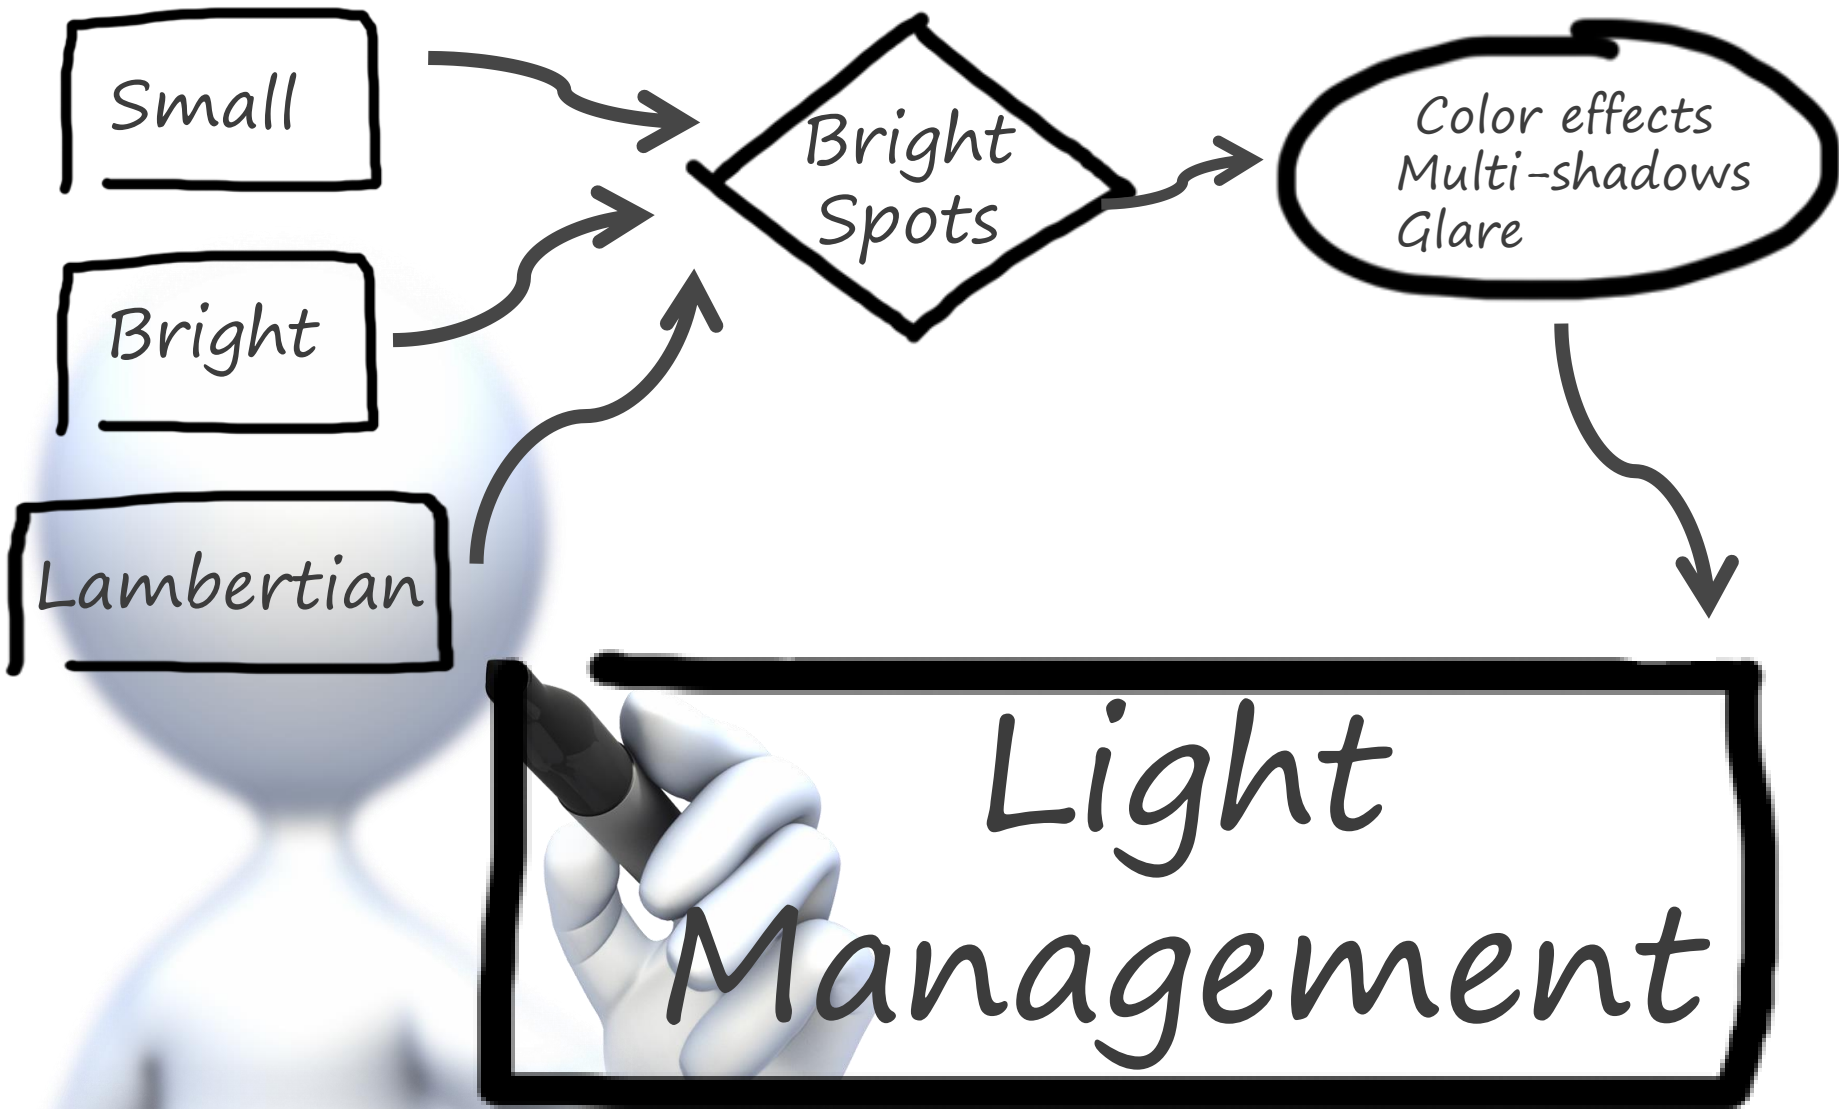 Small
Bright
Lambertian
Bright
Spots
Color effects
Multi-shadows
Glare
Light
Management